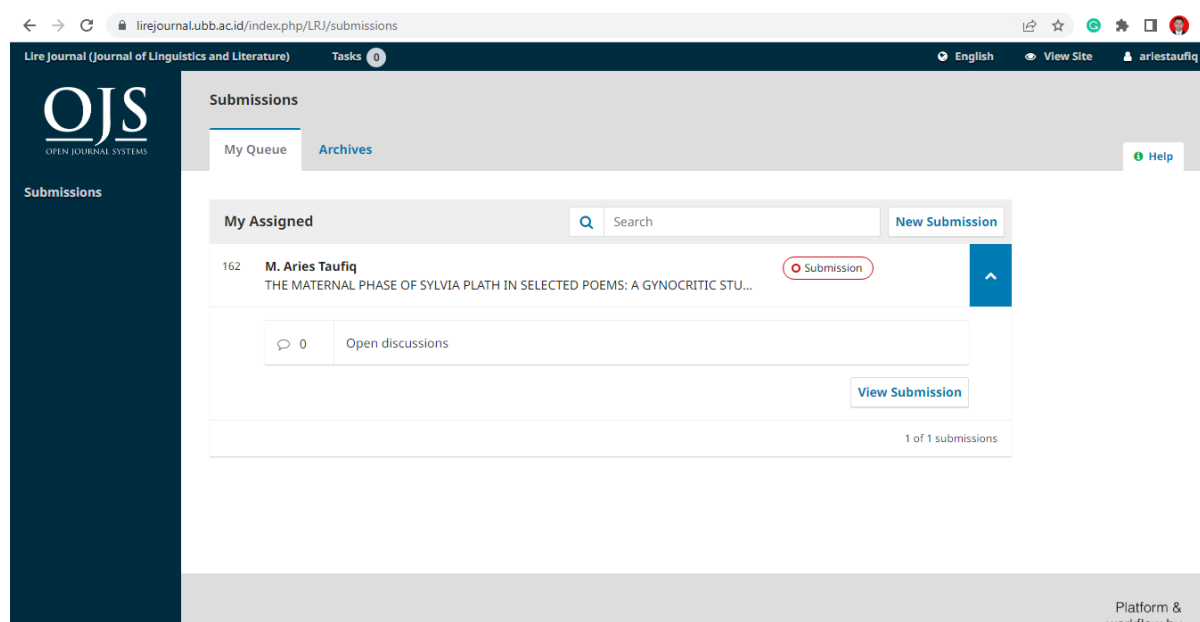 lirejournal.ubb.ac.id/index.php/LRJ/submissions
Lire Journal (Journal of Linguistics and Literature) Tasks 0 English View Site ariestaufiq
OJS
OPEN JOURNAL SYSTEMS
Submissions
Submissions
My Queue Archives
Help
My Assigned Search New Submission
162 M. Aries Taufiq Submission
THE MATERNAL PHASE OF SYLVIA PLATH IN SELECTED POEMS: A GYNOCRITIC STU...
0 Open discussions
View Submission
1 of 1 submissions
Platform &
workflow by